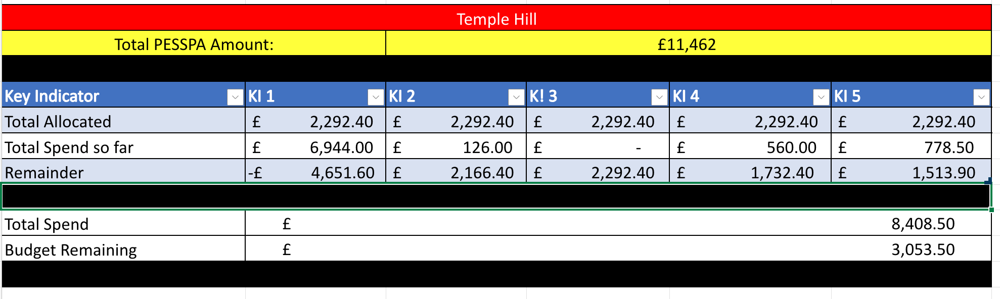 Temple Hill
Total PESSPA Amount: £11,462
Key Indicator KI 1 KI 2 K! 3 KI 4 KI 5
Total Allocated £ 2,292.40 £ 2,292.40 £ 2,292.40 £ 2,292.40 £ 2,292.40
Total Spend so far £ 6,944.00 £ 126.00 £ - £ 560.00 £ 778.50
Remainder -£ 4,651.60 £ 2,166.40 £ 2,292.40 £ 1,732.40 £ 1,513.90
Total Spend £ 8,408.50
Budget Remaining £ 3,053.50